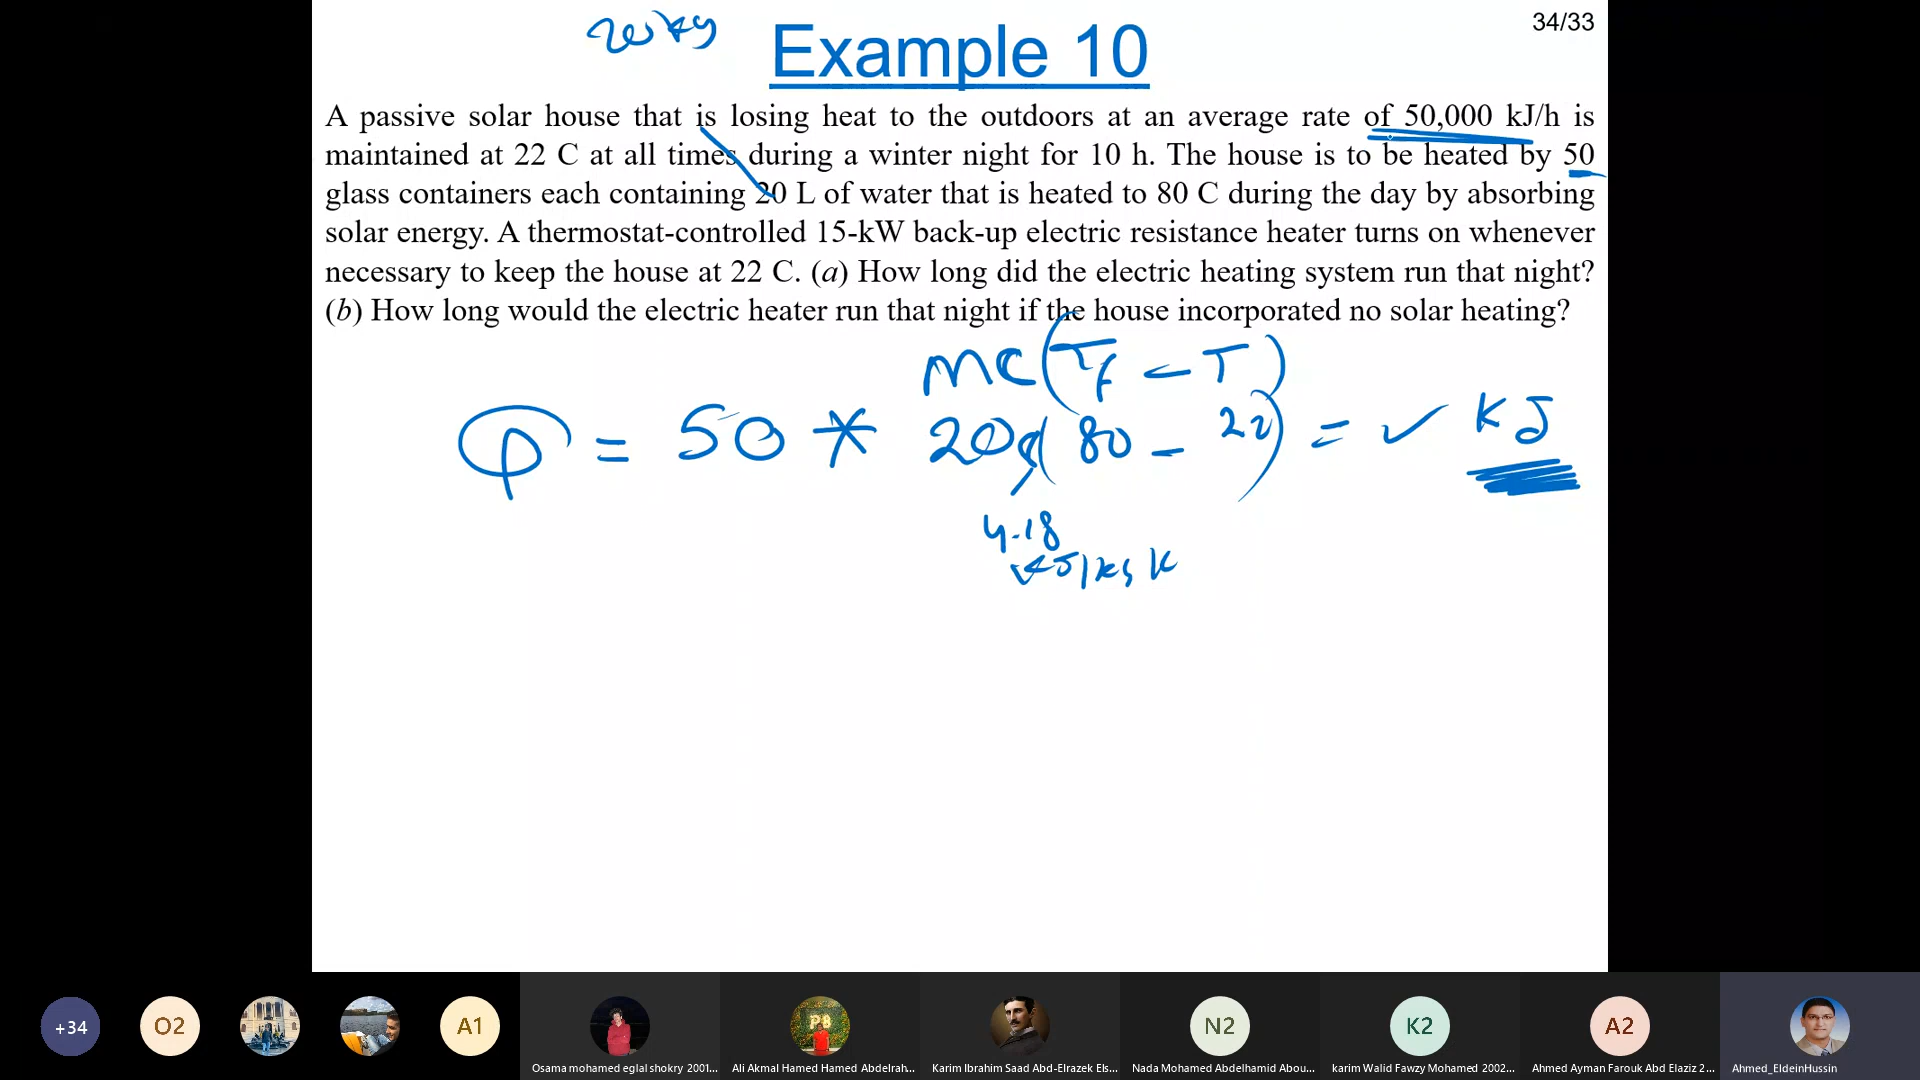 34/33
Example 10
A passive solar house that is losing heat to the outdoors at an average rate of 50,000 kJ/h is
maintained at 22 C at all times during a winter night for 10 h. The house is to be heated by 50
glass containers each containing 20 L of water that is heated to 80 C during the day by absorbing
solar energy. A thermostat-controlled 15-kW back-up electric resistance heater turns on whenever
necessary to keep the house at 22 C. (a) How long did the electric heating system run that night?
(b) How long would the electric heater run that night if the house incorporated no solar heating?
mc(Tf - T)
Q = 50 * 20 c(80 - 22) = ✓ KJ
4.18
KJ/kg K
+34
O2
A1
P8
N2
K2
A2
Osama mohamed eglal shokry 2001...
Ali Akmal Hamed Hamed Abdelrah...
Karim Ibrahim Saad Abd-Elrazek Els...
Nada Mohamed Abdelhamid Abou...
karim Walid Fawzy Mohamed 2002...
Ahmed Ayman Farouk Abd Elaziz 2...
Ahmed_EldeinHussin